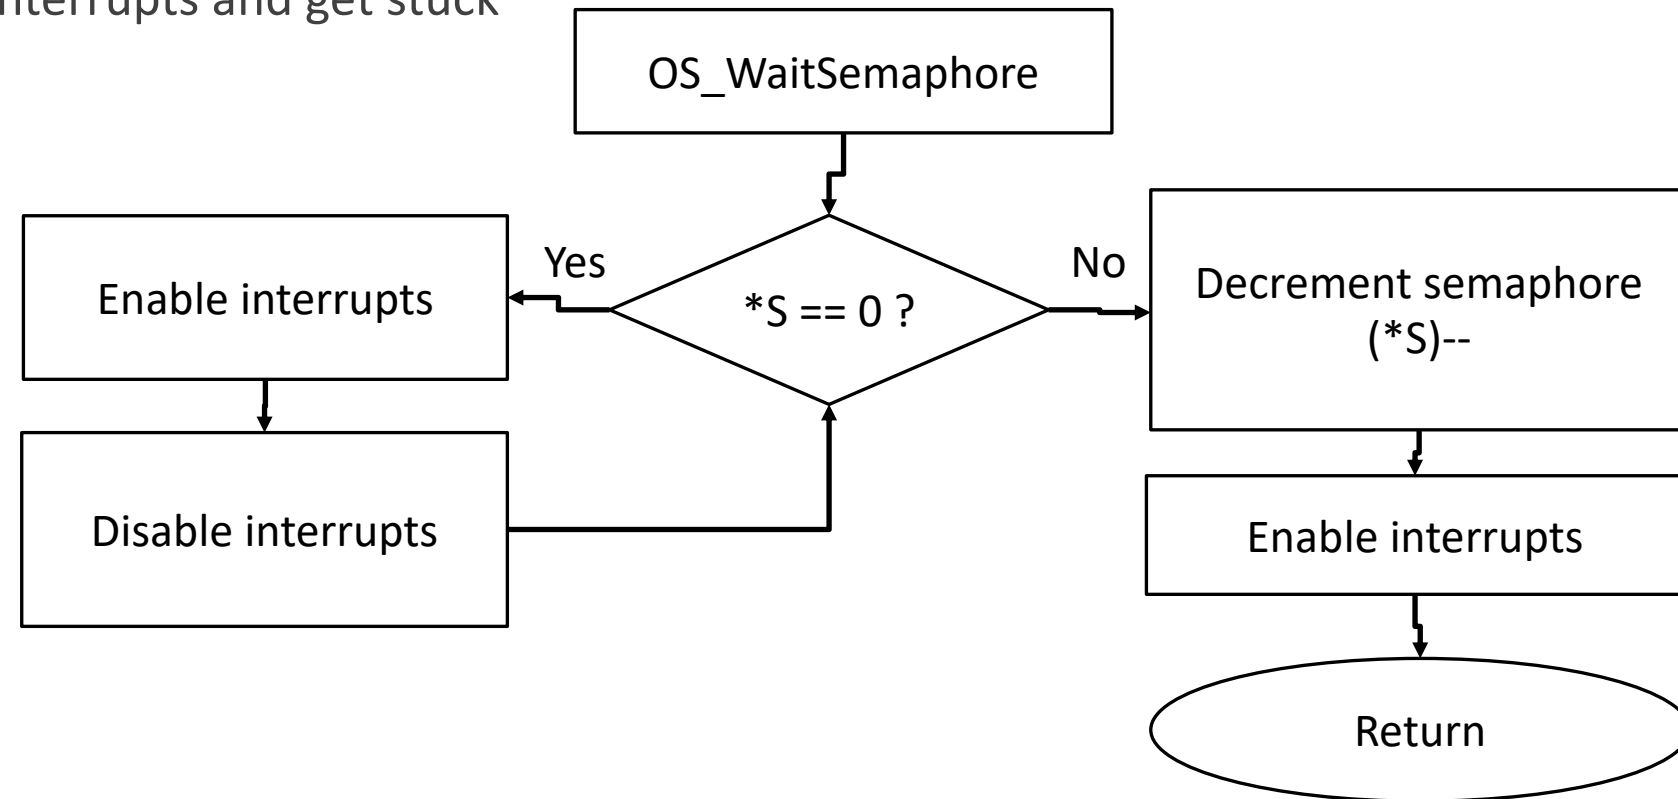 interrupts and get stuck
OS_WaitSemaphore
Yes
No
Enable interrupts
*S == 0 ?
Decrement semaphore
(*S)--
Disable interrupts
Enable interrupts
Return